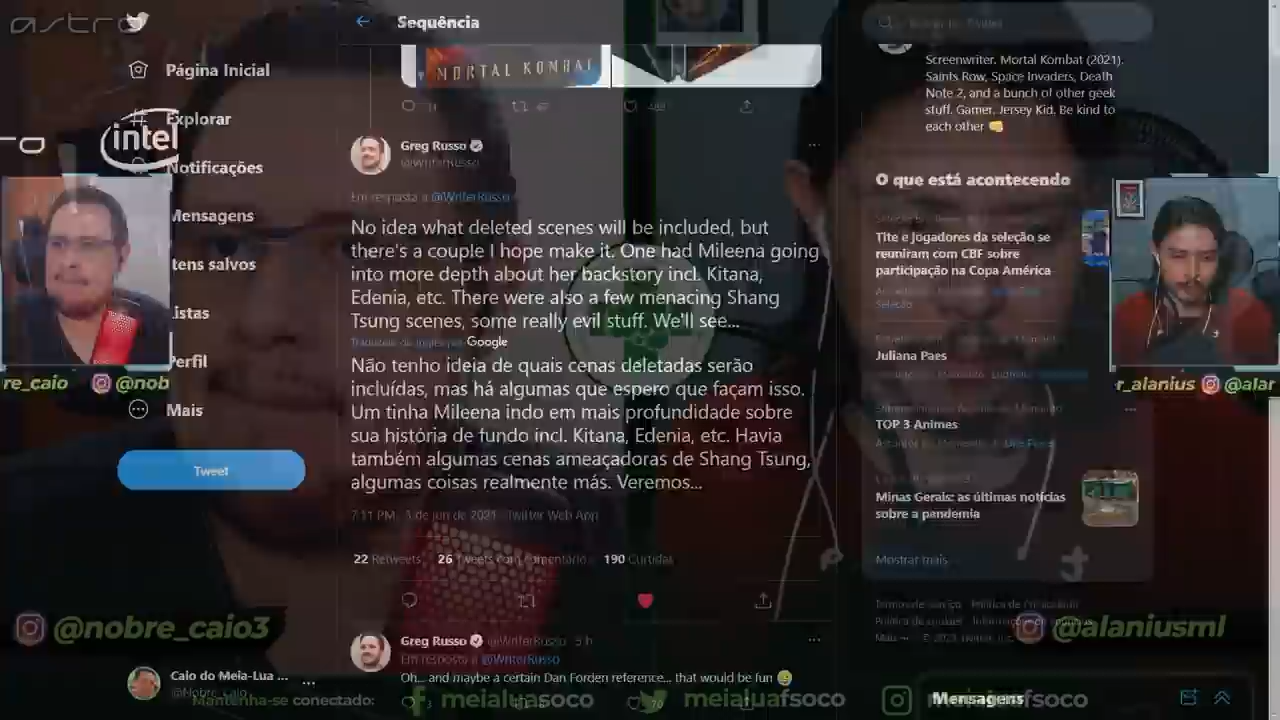 astro
Sequência
Página Inicial
Explorar
intel
Notificações
Mensagens
Itens salvos
Listas
Perfil
Mais
Tweet
re_caio @nob
@nobre_caio3
Caio do Meia-Lua ...
@Nobre_Caio
MORTAL KOMBAT
Greg Russo
@WriterRusso
Em resposta a @WriterRusso
No idea what deleted scenes will be included, but
there's a couple I hope make it. One had Mileena going
into more depth about her backstory incl. Kitana,
Edenia, etc. There were also a few menacing Shang
Tsung scenes, some really evil stuff. We'll see...
Traduzido do inglês por Google
Não tenho ideia de quais cenas deletadas serão
incluídas, mas há algumas que espero que façam isso.
Um tinha Mileena indo em mais profundidade sobre
sua história de fundo incl. Kitana, Edenia, etc. Havia
também algumas cenas ameaçadoras de Shang Tsung,
algumas coisas realmente más. Veremos...
7:11 PM · 3 de jun de 2021 · Twitter Web App
22 Retweets 26 Tweets com comentário 190 Curtidas
Greg Russo @WriterRusso · 5 h
Em resposta a @WriterRusso
Oh... and maybe a certain Dan Forden reference... that would be fun
Screenwriter. Mortal Kombat (2021).
Saints Row, Space Invaders, Death
Note 2, and a bunch of other geek
stuff. Gamer. Jersey Kid. Be kind to
each other
O que está acontecendo
Tite e jogadores da seleção se
reuniram com CBF sobre
participação na Copa América
Juliana Paes
TOP 3 Animes
Minas Gerais: as últimas notícias
sobre a pandemia
Mostrar mais
r_alanius @alar
@alaniusml
Mantenha-se conectado: meialuafsoco meialuafsoco meialuafsoco
Mensagens